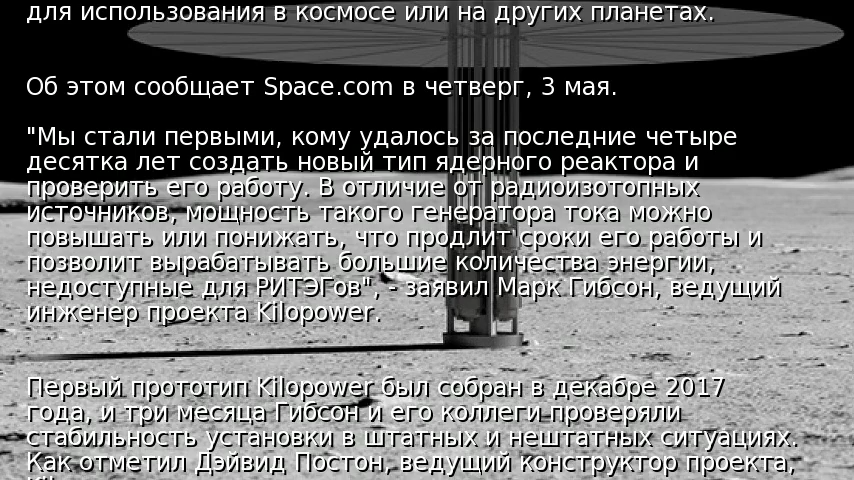 для использования в космосе или на других планетах.
Об этом сообщает Space.com в четверг, 3 мая.
"Мы стали первыми, кому удалось за последние четыре
десятка лет создать новый тип ядерного реактора и
проверить его работу. В отличие от радиоизотопных
источников, мощность такого генератора тока можно
повышать или понижать, что продлит сроки его работы и
позволит вырабатывать большие количества энергии,
недоступные для РИТЭГов", - заявил Марк Гибсон, ведущий
инженер проекта Kilopower.
Первый прототип Kilopower был собран в декабре 2017
года, и три месяца Гибсон и его коллеги проверяли
стабильность установки в штатных и нештатных ситуациях.
Как отметил Дэйвид Постон, ведущий конструктор проекта,